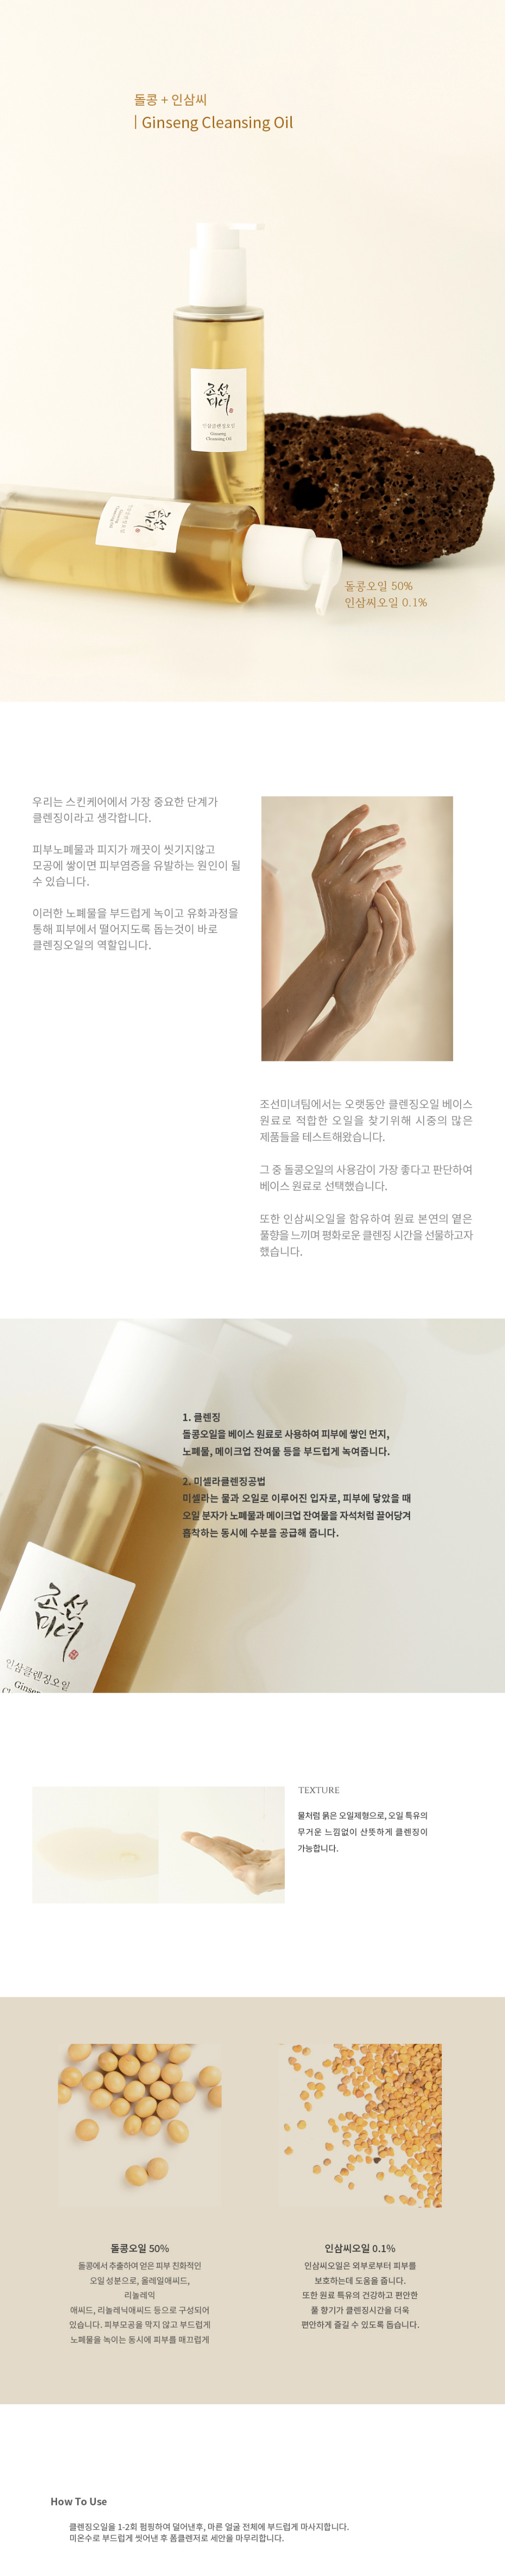 돌콩 + 인삼씨
| Ginseng Cleansing Oil
조선
미녀
인삼클렌징오일
Ginseng
Cleansing Oil
조선
미녀
인삼클렌징오일
Ginseng
Cleansing Oil
돌콩오일 50%
인삼씨오일 0.1%
우리는 스킨케어에서 가장 중요한 단계가
클렌징이라고 생각합니다.
피부노폐물과 피지가 깨끗이 씻기지않고
모공에 쌓이면 피부염증을 유발하는 원인이 될
수 있습니다.
이러한 노폐물을 부드럽게 녹이고 유화과정을
통해 피부에서 떨어지도록 돕는것이 바로
클렌징오일의 역할입니다.
조선미녀팀에서는 오랫동안 클렌징오일 베이스
원료로 적합한 오일을 찾기위해 시중의 많은
제품들을 테스트해왔습니다.
그 중 돌콩오일의 사용감이 가장 좋다고 판단하여
베이스 원료로 선택했습니다.
또한 인삼씨오일을 함유하여 원료 본연의 옅은
풀향을 느끼며 평화로운 클렌징 시간을 선물하고자
했습니다.
1. 클렌징
돌콩오일을 베이스 원료로 사용하여 피부에 쌓인 먼지,
노폐물, 메이크업 잔여물 등을 부드럽게 녹여줍니다.
2. 미셀라클렌징공법
미셀라는 물과 오일로 이루어진 입자로, 피부에 닿았을 때
오일 분자가 노폐물과 메이크업 잔여물을 자석처럼 끌어당겨
흡착하는 동시에 수분을 공급해 줍니다.
조선
미녀
인삼클렌징오일
TEXTURE
물처럼 묽은 오일제형으로, 오일 특유의
무거운 느낌없이 산뜻하게 클렌징이
가능합니다.
돌콩오일 50%
돌콩에서 추출하여 얻은 피부 친화적인
오일 성분으로, 올레일애씨드,
리놀레익
애씨드, 리놀레닉애씨드 등으로 구성되어
있습니다. 피부모공을 막지 않고 부드럽게
노폐물을 녹이는 동시에 피부를 매끄럽게
인삼씨오일 0.1%
인삼씨오일은 외부로부터 피부를
보호하는데 도움을 줍니다.
또한 원료 특유의 건강하고 편안한
풀 향기가 클렌징시간을 더욱
편안하게 즐길 수 있도록 돕습니다.
How To Use
클렌징오일을 1-2회 펌핑하여 덜어낸후, 마른 얼굴 전체에 부드럽게 마사지합니다.
미온수로 부드럽게 씻어낸 후 폼클렌저로 세안을 마무리합니다.